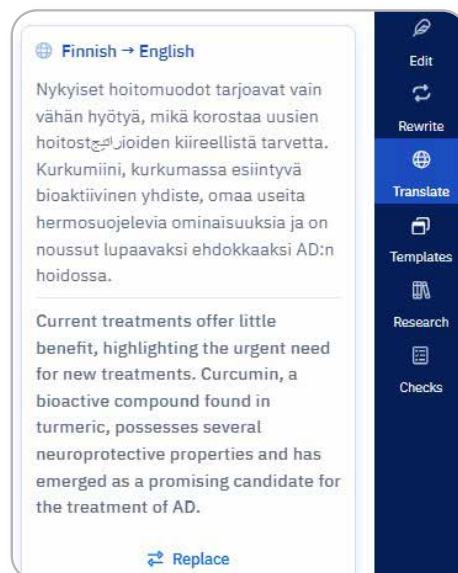 Finnish → English
Nykyiset hoitomuodot tarjoavat vain
vähän hyötyä, mikä korostaa uusien
kiireellistä tarvetta.
Kurkumiini, kurkumassa esiintyvä
bioaktiivinen yhdiste, omaa useita
hermosuojelevia ominaisuuksia ja on
noussut lupaavaksi ehdokkaaksi AD:n
hoidossa.
Current treatments offer little
benefit, highlighting the urgent need
for new treatments. Curcumin, a
bioactive compound found in
turmeric, possesses several
neuroprotective properties and has
emerged as a promising candidate for
the treatment of AD.
Replace
Edit
Rewrite
Translate
Templates
Research
Checks